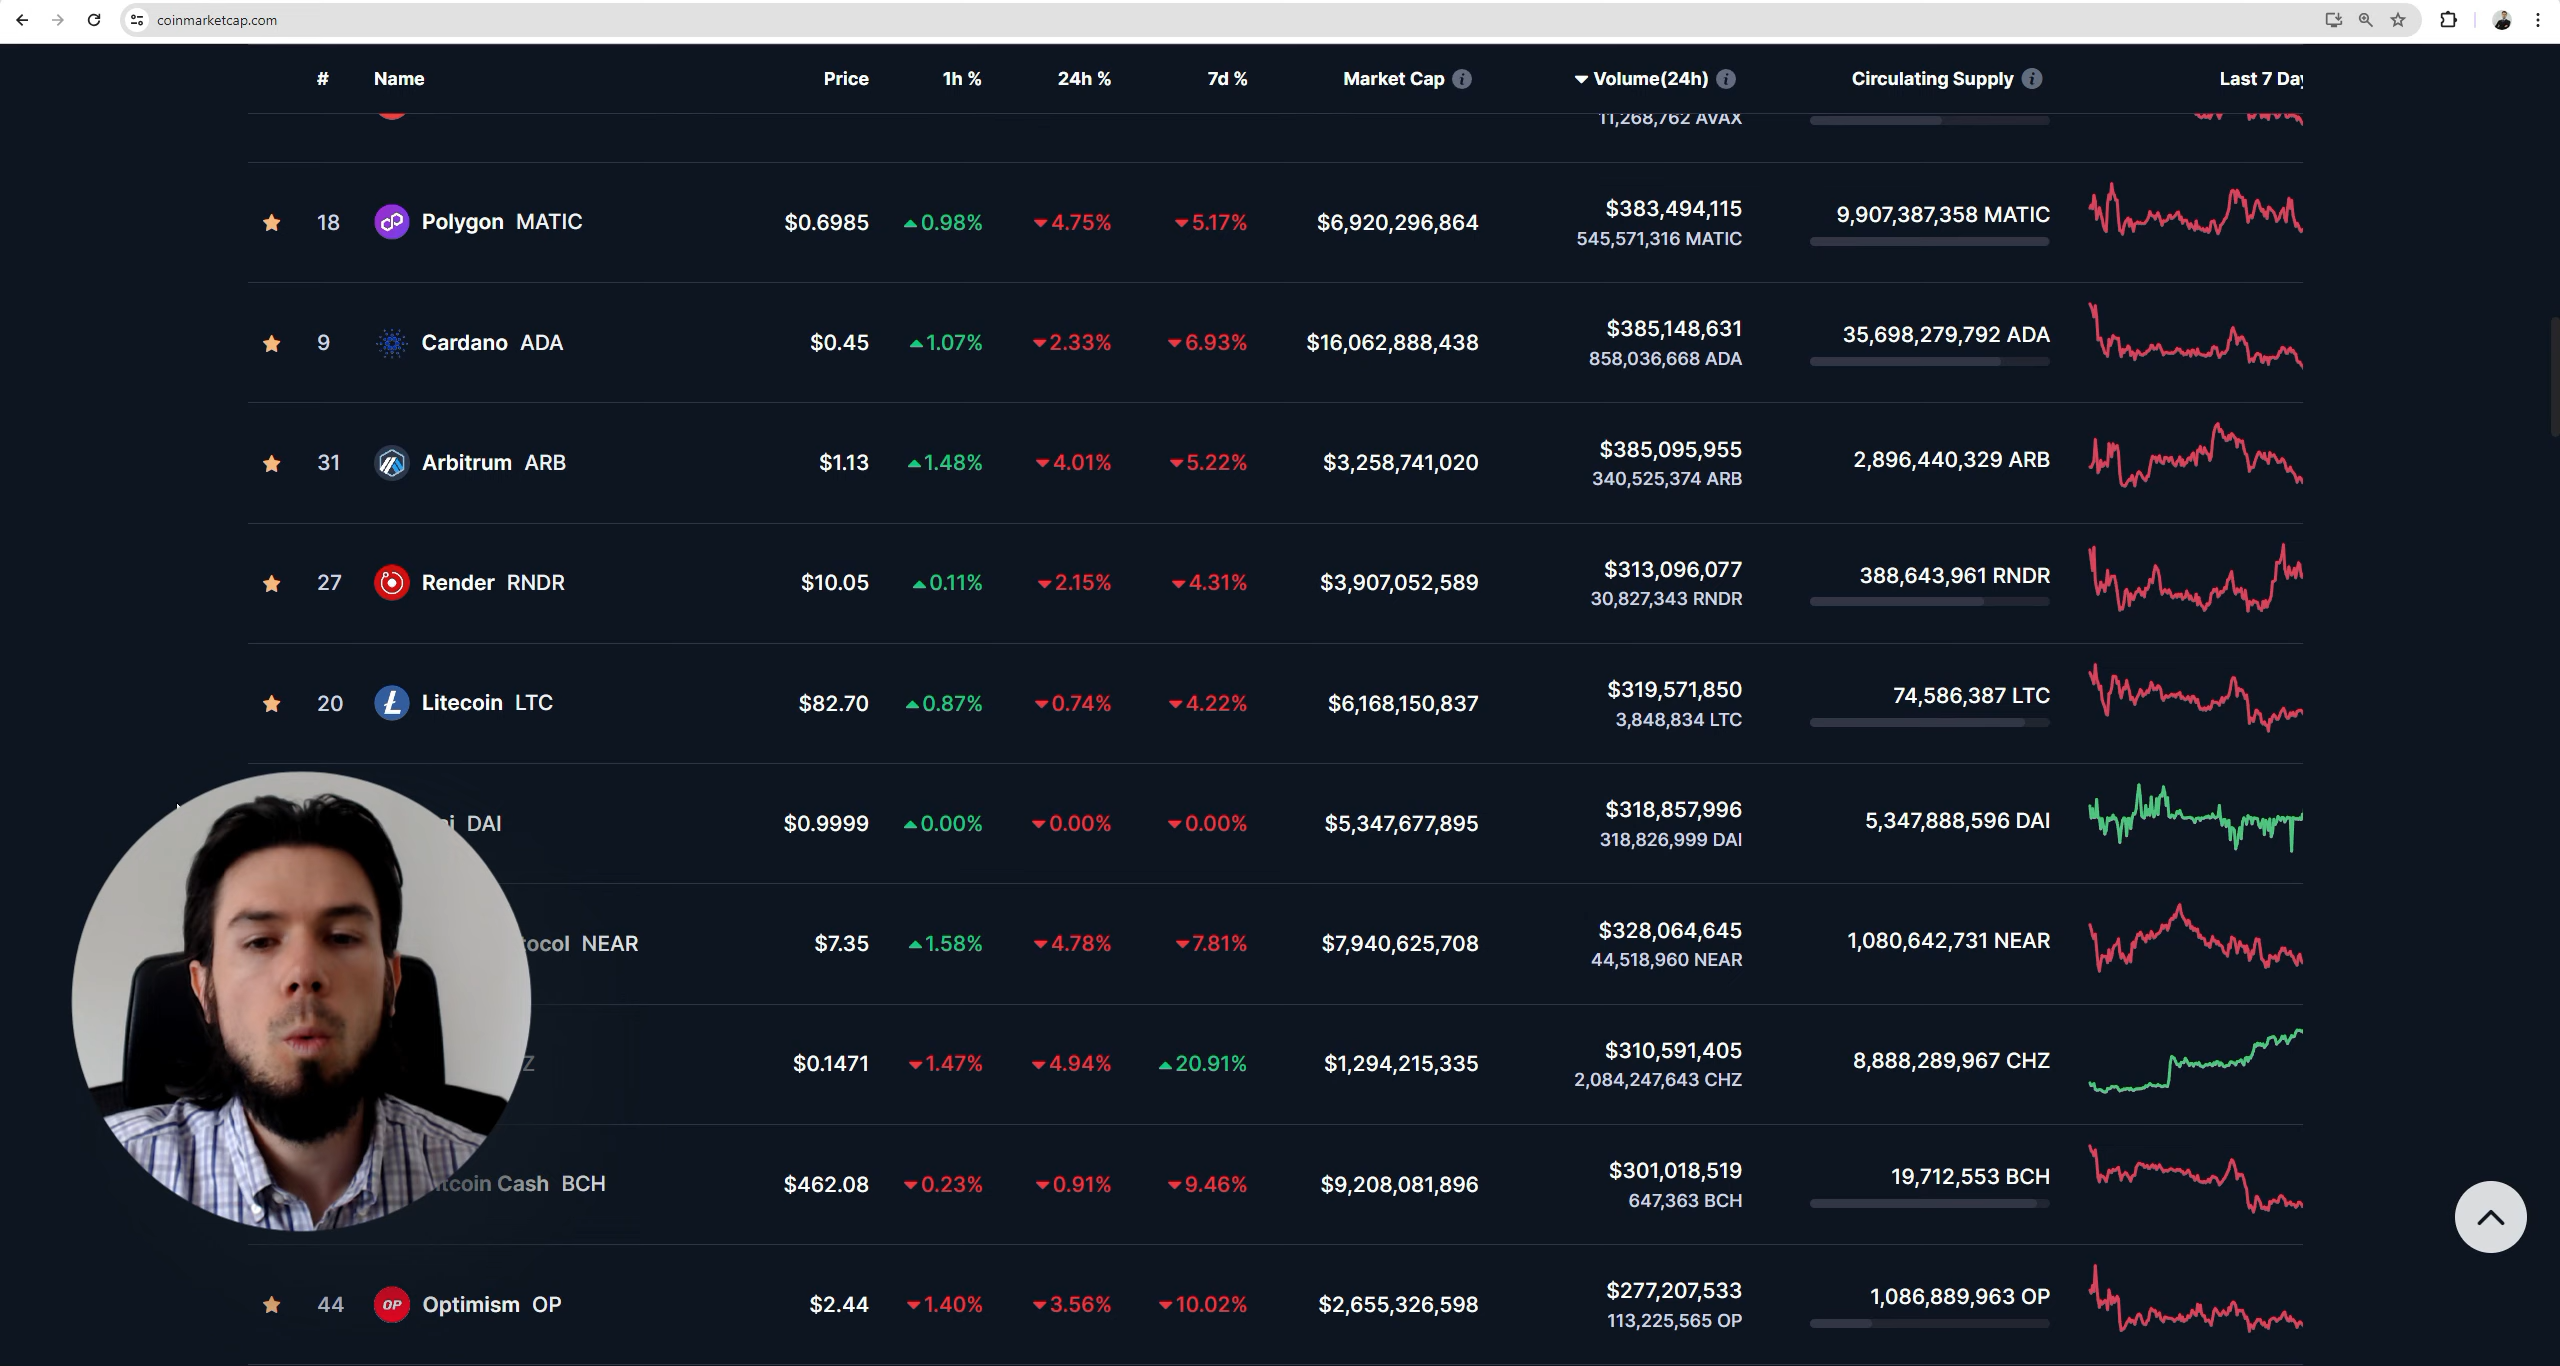 coinmarketcap.com
# Name Price 1h % 24h % 7d % Market Cap Volume(24h) Circulating Supply Last 7 Day
11,268,762 AVAX
18 Polygon MATIC $0.6985 0.98% 4.75% 5.17% $6,920,296,864 $383,494,115 9,907,387,358 MATIC
545,571,316 MATIC
9 Cardano ADA $0.45 1.07% 2.33% 6.93% $16,062,888,438 $385,148,631 35,698,279,792 ADA
858,036,668 ADA
31 Arbitrum ARB $1.13 1.48% 4.01% 5.22% $3,258,741,020 $385,095,955 2,896,440,329 ARB
340,525,374 ARB
27 Render RNDR $10.05 0.11% 2.15% 4.31% $3,907,052,589 $313,096,077 388,643,961 RNDR
30,827,343 RNDR
20 Litecoin LTC $82.70 0.87% 0.74% 4.22% $6,168,150,837 $319,571,850 74,586,387 LTC
3,848,834 LTC
DAI $0.9999 0.00% 0.00% 0.00% $5,347,677,895 $318,857,996 5,347,888,596 DAI
318,826,999 DAI
tocol NEAR $7.35 1.58% 4.78% 7.81% $7,940,625,708 $328,064,645 1,080,642,731 NEAR
44,518,960 NEAR
Z $0.1471 1.47% 4.94% 20.91% $1,294,215,335 $310,591,405 8,888,289,967 CHZ
2,084,247,643 CHZ
tcoin Cash BCH $462.08 0.23% 0.91% 9.46% $9,208,081,896 $301,018,519 19,712,553 BCH
647,363 BCH
44 OP Optimism OP $2.44 1.40% 3.56% 10.02% $2,655,326,598 $277,207,533 1,086,889,963 OP
113,225,565 OP